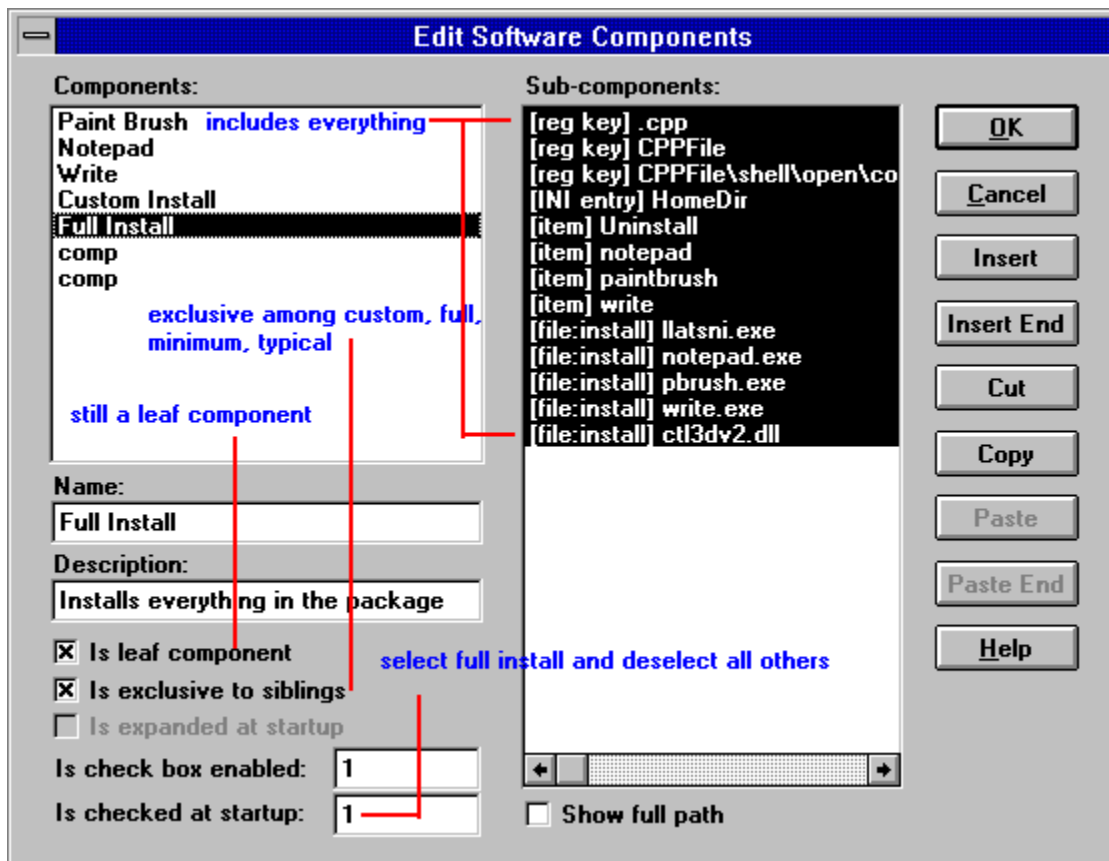 Edit Software Components
Components:
Paint Brush includes everything
Notepad
Write
Custom Install
Full Install
comp
comp
exclusive among custom, full,
minimum, typical
still a leaf component
Name:
Full Install
Description:
Installs everything in the package
Is leaf component
Is exclusive to siblings
Is expanded at startup
select full install and deselect all others
Is check box enabled: 1
Is checked at startup: 1
Sub-components:
[reg key] .cpp
[reg key] CPPFile
[reg key] CPPFile\shell\open\co
[INI entry] HomeDir
[item] Uninstall
[item] notepad
[item] paintbrush
[item] write
[file:install] llatsni.exe
[file:install] notepad.exe
[file:install] pbrush.exe
[file:install] write.exe
[file:install] ctl3dv2.dll
Show full path
OK
Cancel
Insert
Insert End
Cut
Copy
Paste
Paste End
Help